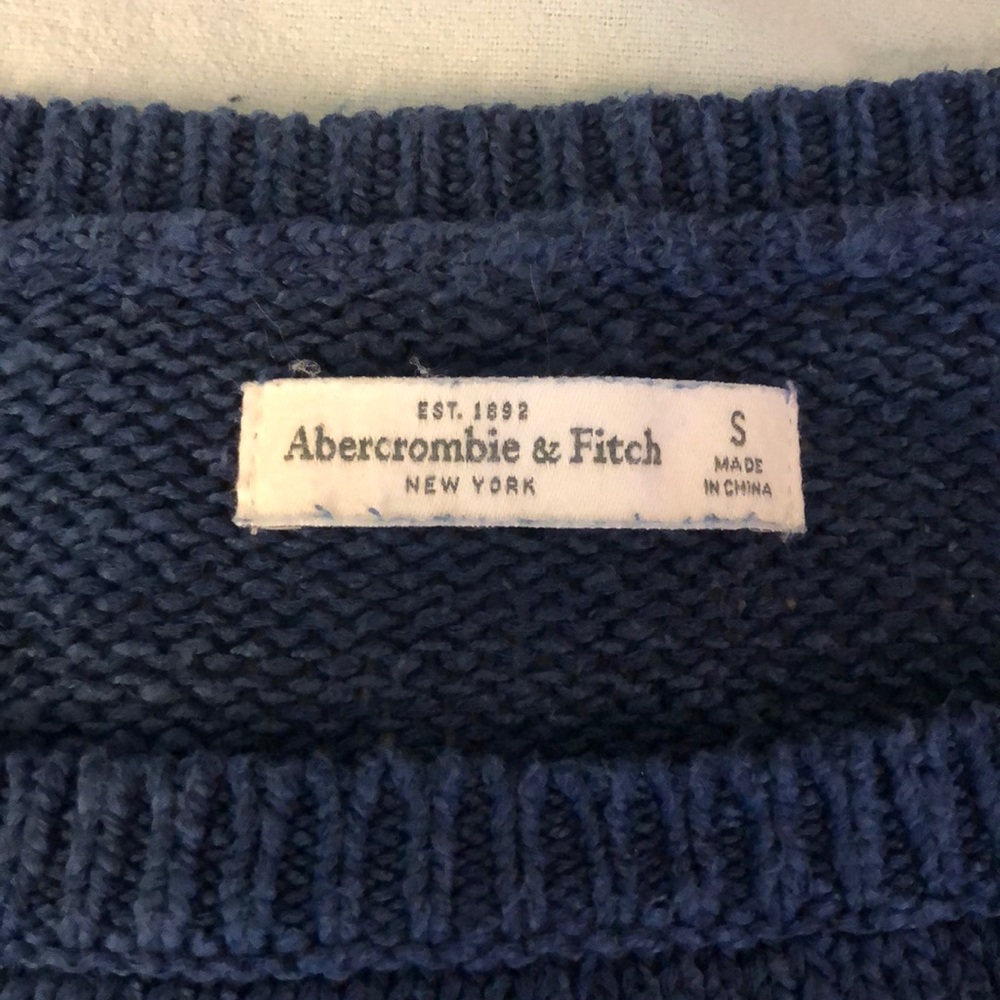 EST. 1892
Abercrombie & Fitch
NEW YORK
S
MADE
IN CHINA